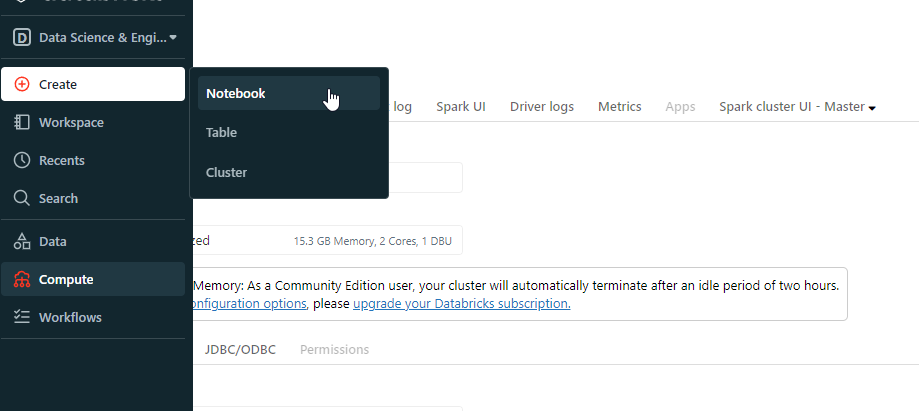 Data Science & Engi...
Create
Workspace
Recents
Search
Data
Compute
Workflows
Notebook
Table
Cluster
log Spark UI Driver logs Metrics Apps Spark cluster UI - Master
15.3 GB Memory, 2 Cores, 1 DBU
Memory: As a Community Edition user, your cluster will automatically terminate after an idle period of two hours.
onfiguration options, please upgrade your Databricks subscription.
JDBC/ODBC Permissions